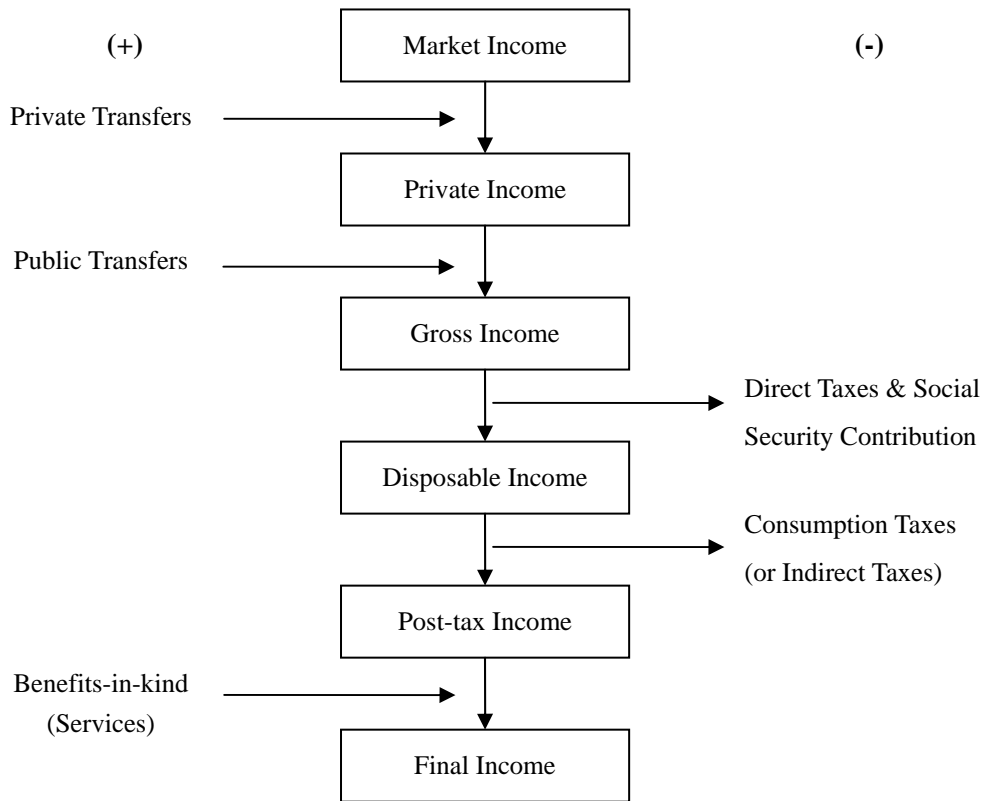 (+)
Market Income
(-)
Private Transfers
Private Income
Public Transfers
Gross Income
Direct Taxes & Social
Security Contribution
Disposable Income
Consumption Taxes
(or Indirect Taxes)
Post-tax Income
Benefits-in-kind
(Services)
Final Income